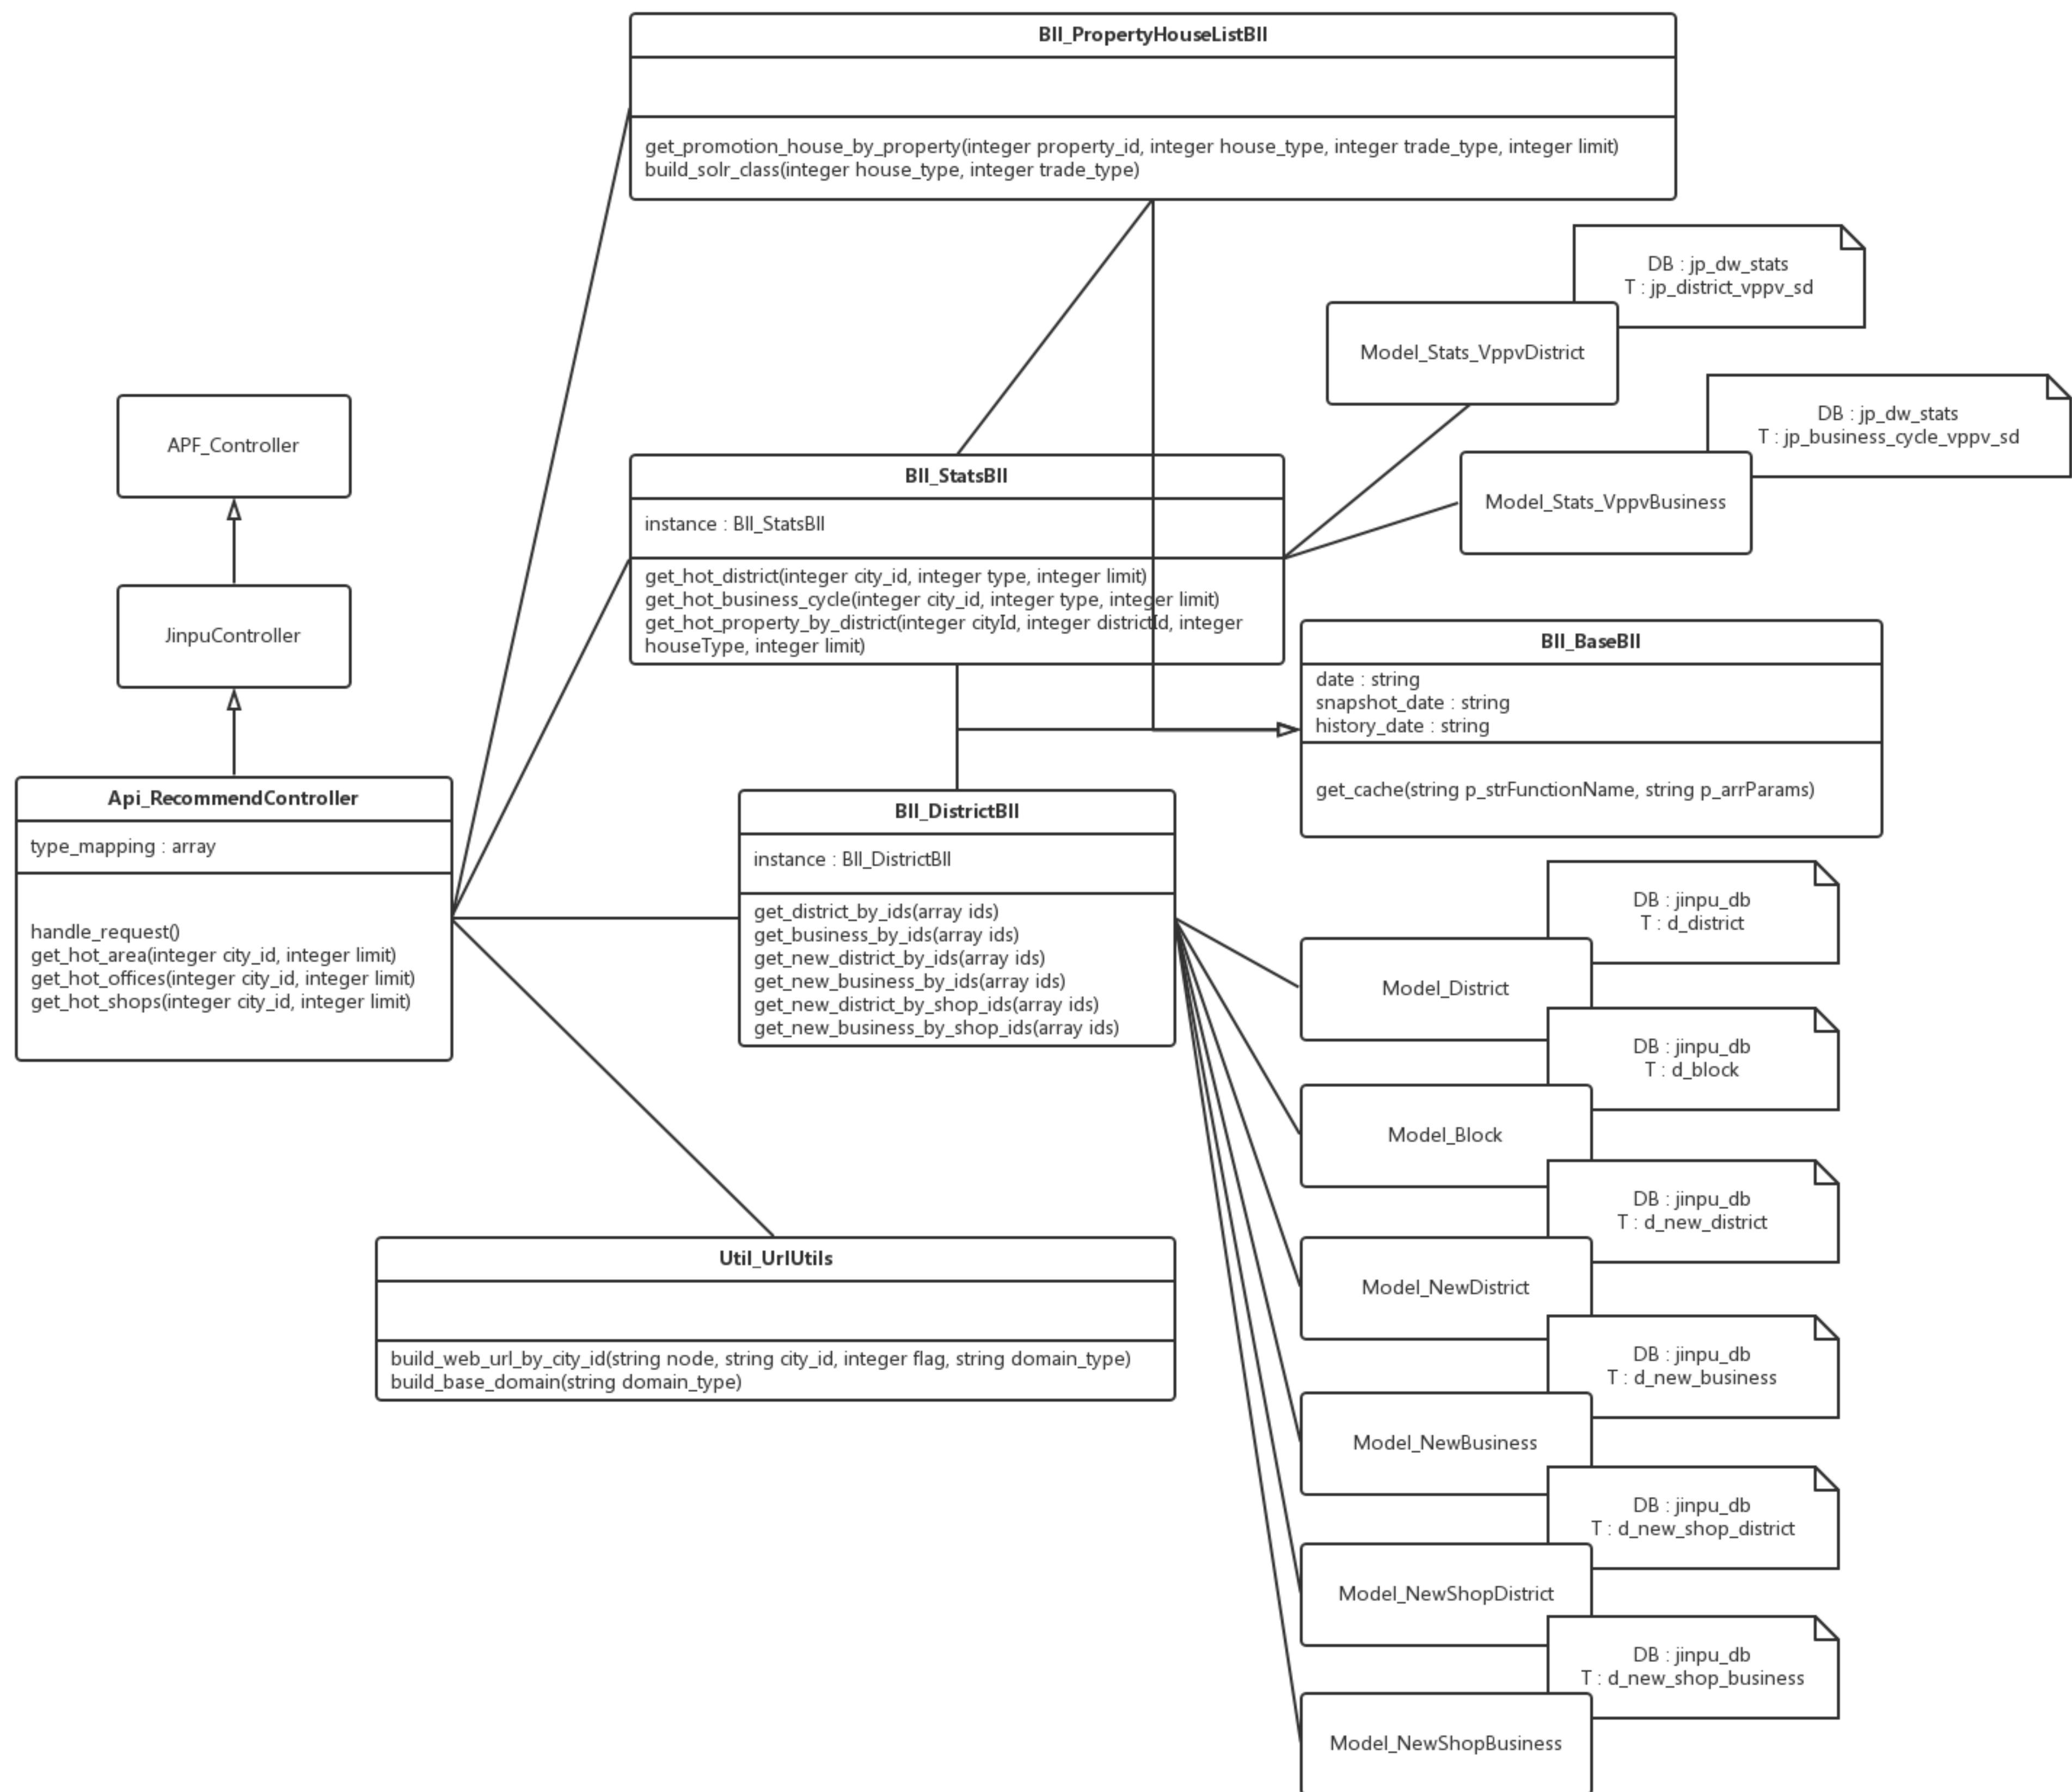 Bll_PropertyHouseListBll
get_promotion_house_by_property(integer property_id, integer house_type, integer trade_type, integer limit)
build_solr_class(integer house_type, integer trade_type)
DB : jp_dw_stats
T : jp_district_vppv_sd
Model_Stats_VppvDistrict
DB : jp_dw_stats
T : jp_business_cycle_vppv_sd
Model_Stats_VppvBusiness
APF_Controller
JinpuController
Bll_StatsBll
instance : Bll_StatsBll
get_hot_district(integer city_id, integer type, integer limit)
get_hot_business_cycle(integer city_id, integer type, integer limit)
get_hot_property_by_district(integer cityId, integer districtId, integer
houseType, integer limit)
Bll_BaseBll
date : string
snapshot_date : string
history_date : string
get_cache(string p_strFunctionName, string p_arrParams)
Api_RecommendController
type_mapping : array
handle_request()
get_hot_area(integer city_id, integer limit)
get_hot_offices(integer city_id, integer limit)
get_hot_shops(integer city_id, integer limit)
Bll_DistrictBll
instance : Bll_DistrictBll
get_district_by_ids(array ids)
get_business_by_ids(array ids)
get_new_district_by_ids(array ids)
get_new_business_by_ids(array ids)
get_new_district_by_shop_ids(array ids)
get_new_business_by_shop_ids(array ids)
DB : jinpu_db
T : d_district
Model_District
DB : jinpu_db
T : d_block
Model_Block
DB : jinpu_db
T : d_new_district
Model_NewDistrict
DB : jinpu_db
T : d_new_business
Model_NewBusiness
DB : jinpu_db
T : d_new_shop_district
Model_NewShopDistrict
DB : jinpu_db
T : d_new_shop_business
Model_NewShopBusiness
Util_UrlUtils
build_web_url_by_city_id(string node, string city_id, integer flag, string domain_type)
build_base_domain(string domain_type)